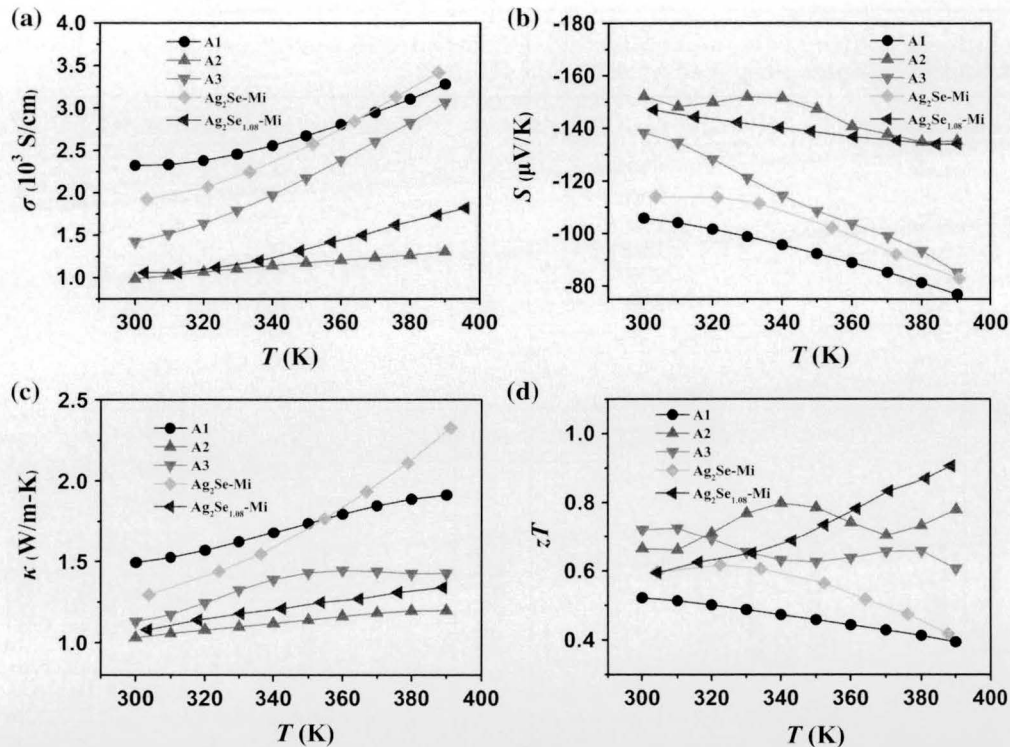 (a)
4.0
3.5
3.0
2.5
2.0
1.5
1.0
σ (10³ S/cm)
A1
A2
A3
Ag₂Se-Mi
Ag₂Se₁.₀₈-Mi
300 320 340 360 380 400
T (K)
(b)
-180
-160
-140
-120
-100
-80
S (μV/K)
A1
A2
A3
Ag₂Se-Mi
Ag₂Se₁.₀₈-Mi
300 320 340 360 380 400
T (K)
(c)
2.5
2.0
1.5
1.0
κ (W/m-K)
A1
A2
A3
Ag₂Se-Mi
Ag₂Se₁.₀₈-Mi
300 320 340 360 380 400
T (K)
(d)
1.0
0.8
0.6
0.4
zT
A1
A2
A3
Ag₂Se-Mi
Ag₂Se₁.₀₈-Mi
300 320 340 360 380 400
T (K)